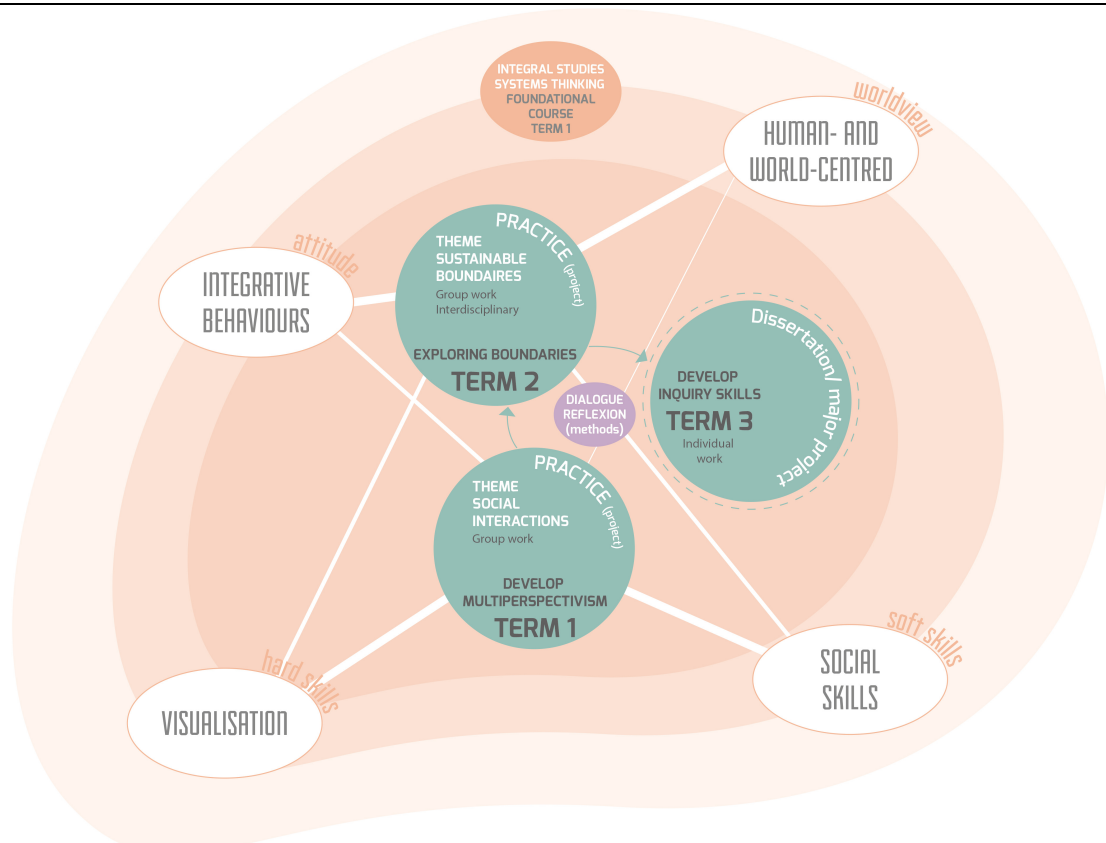 INTEGRAL STUDIES
SYSTEMS THINKING
FOUNDATIONAL
COURSE
TERM 1
worldview
HUMAN- AND
WORLD-CENTRED
attitude
INTEGRATIVE
BEHAVIOURS
PRACTICE (project)
THEME
SUSTAINABLE
BOUNDAIRES
Group work
Interdisciplinary
EXPLORING BOUNDARIES
TERM 2
Dissertation/ major project
DEVELOP
INQUIRY SKILLS
TERM 3
Individual
work
DIALOGUE
REFLEXION
(methods)
PRACTICE (project)
THEME
SOCIAL
INTERACTIONS
Group work
DEVELOP
MULTIPERSPECTIVISM
TERM 1
hard skills
VISUALISATION
soft skills
SOCIAL
SKILLS